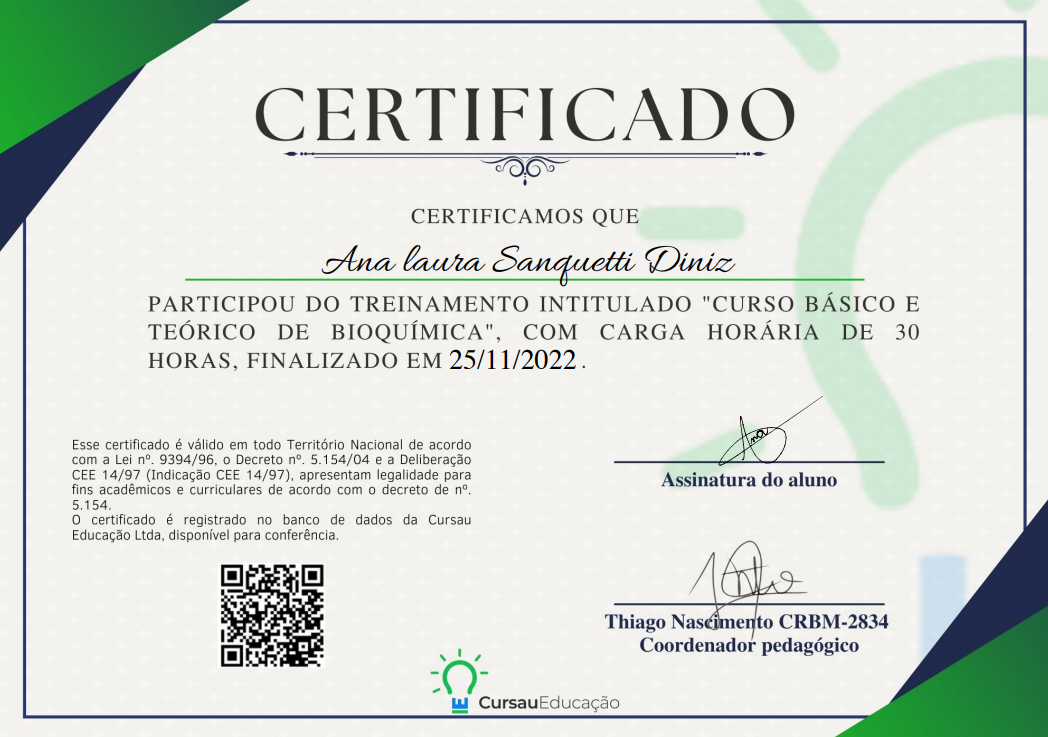 CERTIFICADO
CERTIFICAMOS QUE
Ana laura Sanquetti Diniz
PARTICIPOU DO TREINAMENTO INTITULADO "CURSO BÁSICO E
TEÓRICO DE BIOQUÍMICA", COM CARGA HORÁRIA DE 30
HORAS, FINALIZADO EM 25/11/2022 .
Esse certificado é válido em todo Território Nacional de acordo
com a Lei nº. 9394/96, o Decreto nº. 5.154/04 e a Deliberação
CEE 14/97 (Indicação CEE 14/97), apresentam legalidade para
fins acadêmicos e curriculares de acordo com o decreto de nº.
5.154.
O certificado é registrado no banco de dados da Cursau
Educação Ltda, disponível para conferência.
Ana
Assinatura do aluno
Thiago Nascimento CRBM-2834
Coordenador pedagógico
CursauEducação